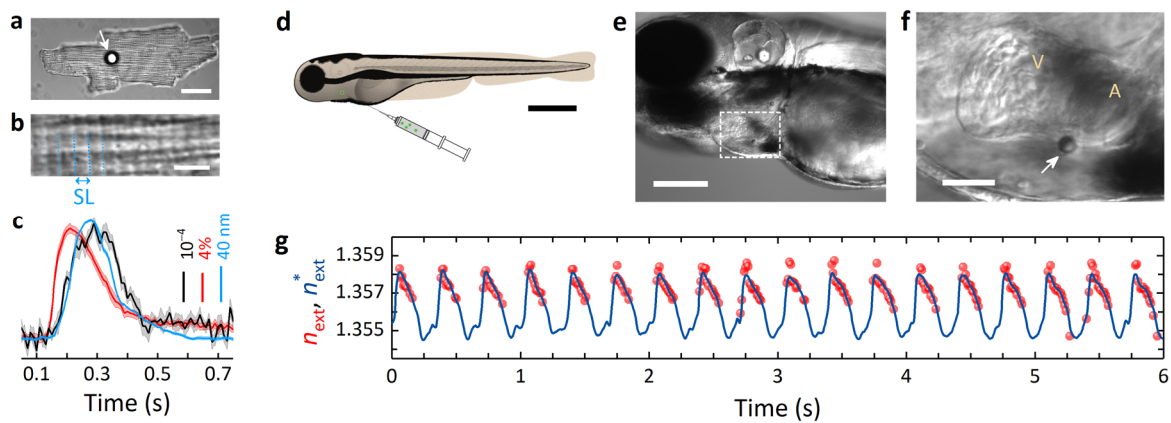 a
b
SL
c
10⁻⁴
4%
40 nm
0.1 0.3 0.5 0.7
Time (s)
d
e
f
V
A
g
n_ext, n*_ext
1.359
1.357
1.355
0 1 2 3 4 5 6
Time (s)